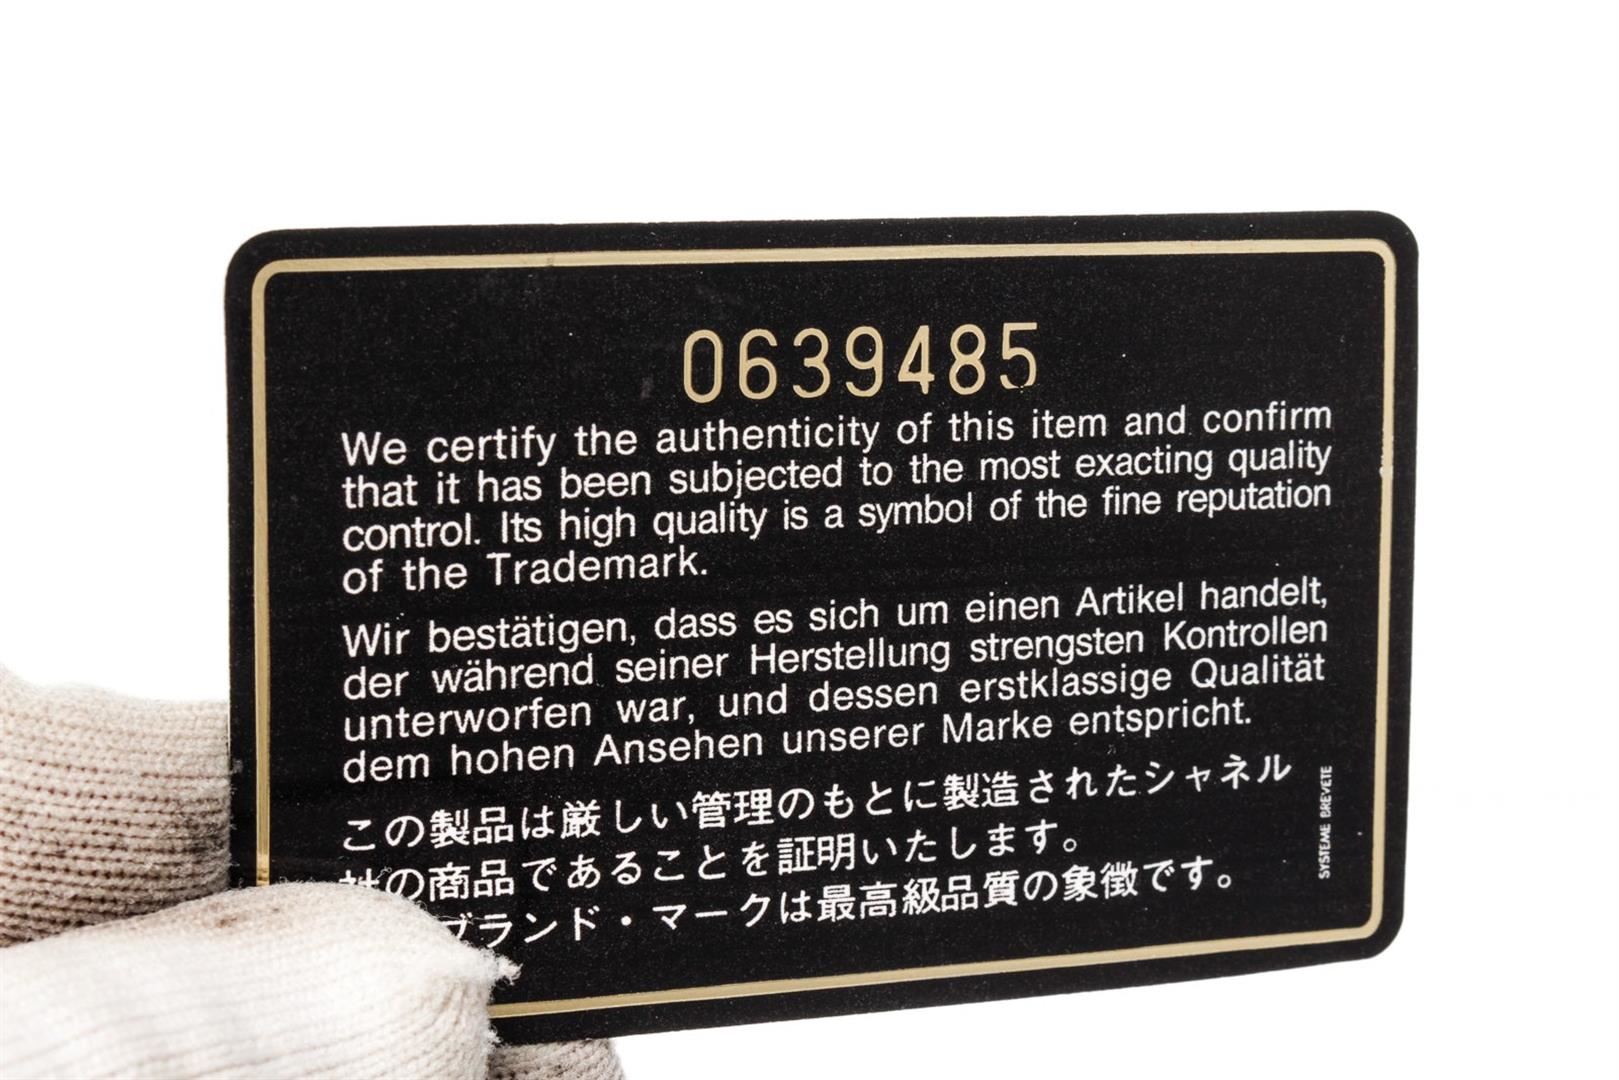 0639485
We certify the authenticity of this item and confirm
that it has been subjected to the most exacting quality
control. Its high quality is a symbol of the fine reputation
of the Trademark.
Wir bestätigen, dass es sich um einen Artikel handelt,
der während seiner Herstellung strengsten Kontrollen
unterworfen war, und dessen erstklassige Qualität
dem hohen Ansehen unserer Marke entspricht.
この製品は厳しい管理のもとに製造されたシャネル
社の商品であることを証明いたします。
ブランド・マークは最高級品質の象徴です。
SYSTEME BREVETE